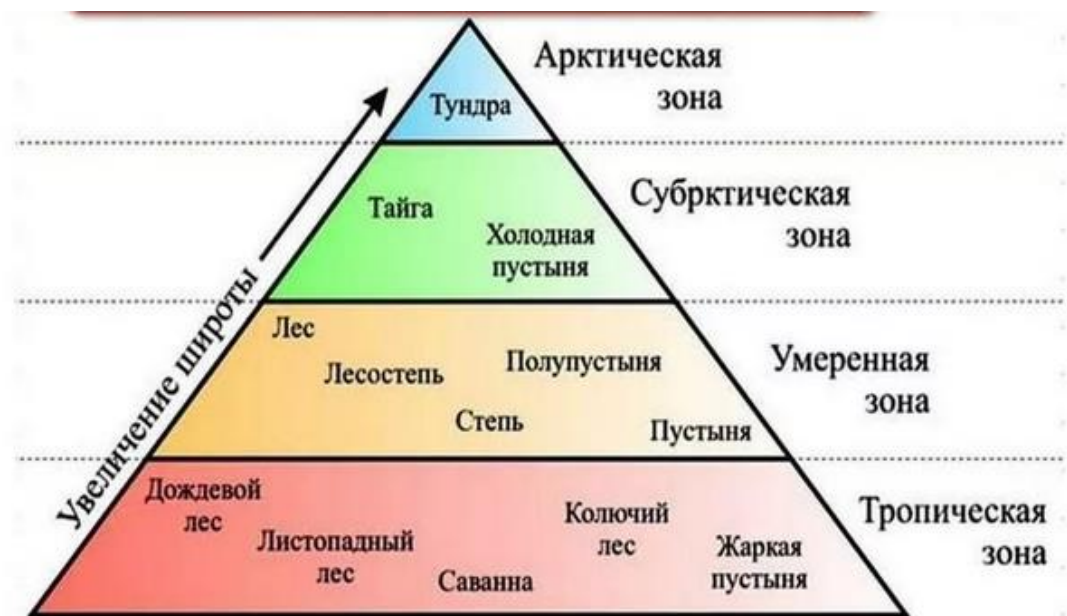 Арктическая
зона
Тундра
Субрктическая
зона
Тайга
Холодная
пустыня
Увеличение широты
Умеренная
зона
Лес
Лесостепь
Полупустыня
Степь
Пустыня
Тропическая
зона
Дождевой
лес
Листопадный
лес
Саванна
Колючий
лес
Жаркая
пустыня